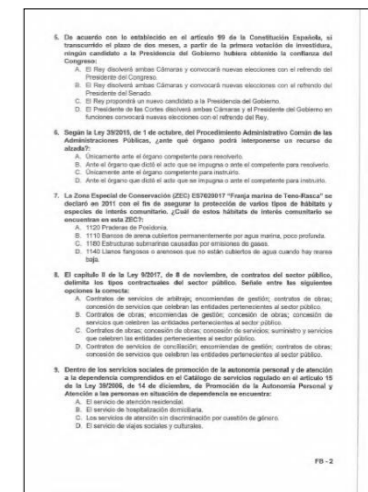 5. De acuerdo con lo establecido en el artículo 99 de la Constitución Española, si
transcurrido el plazo de dos meses, a partir de la primera votación de investidura,
ningún candidato a la Presidencia del Gobierno hubiera obtenido la confianza del
Congreso:
A. El Rey disolverá ambas Cámaras y convocará nuevas elecciones con el refrendo del
Presidente del Congreso.
B. El Rey disolverá ambas Cámaras y convocará nuevas elecciones con el refrendo del
Presidente del Senado.
C. El Rey propondrá un nuevo candidato a la Presidencia del Gobierno.
D. El Presidente de las Cortes disolverá ambas Cámaras y el Presidente del Gobierno en
funciones convocará nuevas elecciones con el refrendo del Rey.
6. Según la Ley 39/2015, de 1 de octubre, del Procedimiento Administrativo Común de las
Administraciones Públicas, ¿ante qué órgano podrá interponerse un recurso de
alzada?:
A. Únicamente ante el órgano competente para resolverlo.
B. Ante el órgano que dictó el acto que se impugna o ante el competente para resolverlo.
C. Únicamente ante el órgano competente para instruirlo.
D. Ante el órgano que dictó el acto que se impugna o ante el competente para instruirlo.
7. La Zona Especial de Conservación (ZEC) ES7020017 "Franja marina de Teno-Rasca" se
declaró en 2011 con el fin de asegurar la protección de varios tipos de hábitats y
especies de interés comunitario. ¿Cuál de estos hábitats de interés comunitario se
encuentran en esta ZEC?:
A. 1120 Praderas de Posidonia.
B. 1110 Bancos de arena cubiertos permanentemente por agua marina, poco profunda.
C. 1180 Estructuras submarinas causadas por emisiones de gases.
D. 1140 Llanos fangosos o arenosos que no están cubiertos de agua cuando hay marea
baja.
8. El capítulo II de la Ley 9/2017, de 8 de noviembre, de contratos del sector público,
delimita los tipos contractuales del sector público. Señale entre las siguientes
opciones la correcta:
A. Contratos de servicios de arbitraje; encomiendas de gestión; contratos de obras;
concesión de servicios que celebran las entidades pertenecientes al sector público.
B. Contratos de obras; encomiendas de gestión; concesión de obras; concesión de
servicios que celebren las entidades pertenecientes al sector público.
C. Contratos de obras; concesión de obras; concesión de servicios; suministro y servicios
que celebren las entidades pertenecientes al sector público.
D. Contratos de servicios de conciliación; encomiendas de gestión; contratos de obras;
concesión de servicios que celebren las entidades pertenecientes al sector público.
9. Dentro de los servicios sociales de promoción de la autonomía personal y de atención
a la dependencia comprendidos en el Catálogo de servicios regulado en el artículo 15
de la Ley 39/2006, de 14 de diciembre, de Promoción de la Autonomía Personal y
Atención a las personas en situación de dependencia se encuentra:
A. El servicio de atención residencial.
B. El servicio de hospitalización domiciliaria.
C. Los servicios de atención sin discriminación por cuestión de género.
D. El servicio de viajes sociales y culturales.
FB - 2